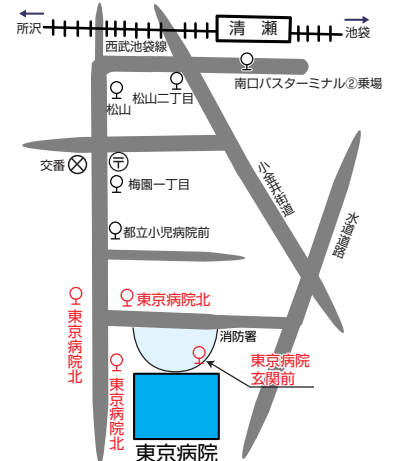 所沢
西武池袋線
清瀬
池袋
南口バスターミナル②乗場
松山二丁目
松山
交番
〒
梅園一丁目
小金井街道
水道道路
都立小児病院前
東京病院北
東京病院北
消防署
東京病院
玄関前
東京病院北
東京病院